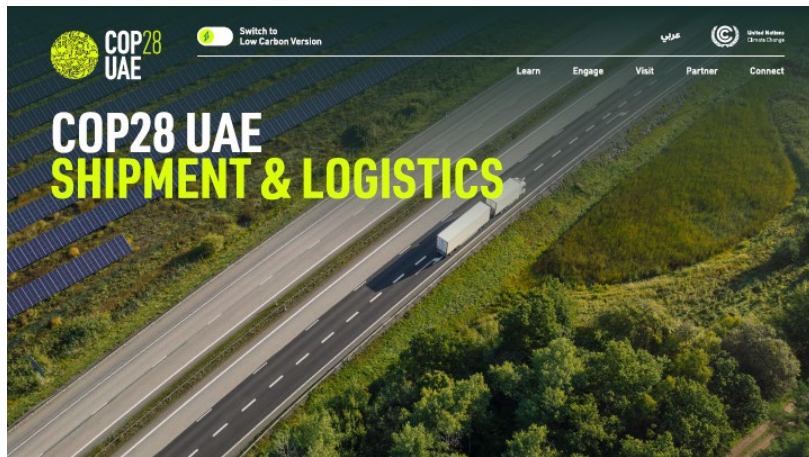 COP28
UAE
Switch to
Low Carbon Version
عربي
United Nations
Climate Change
Learn
Engage
Visit
Partner
Connect
COP28 UAE
SHIPMENT & LOGISTICS